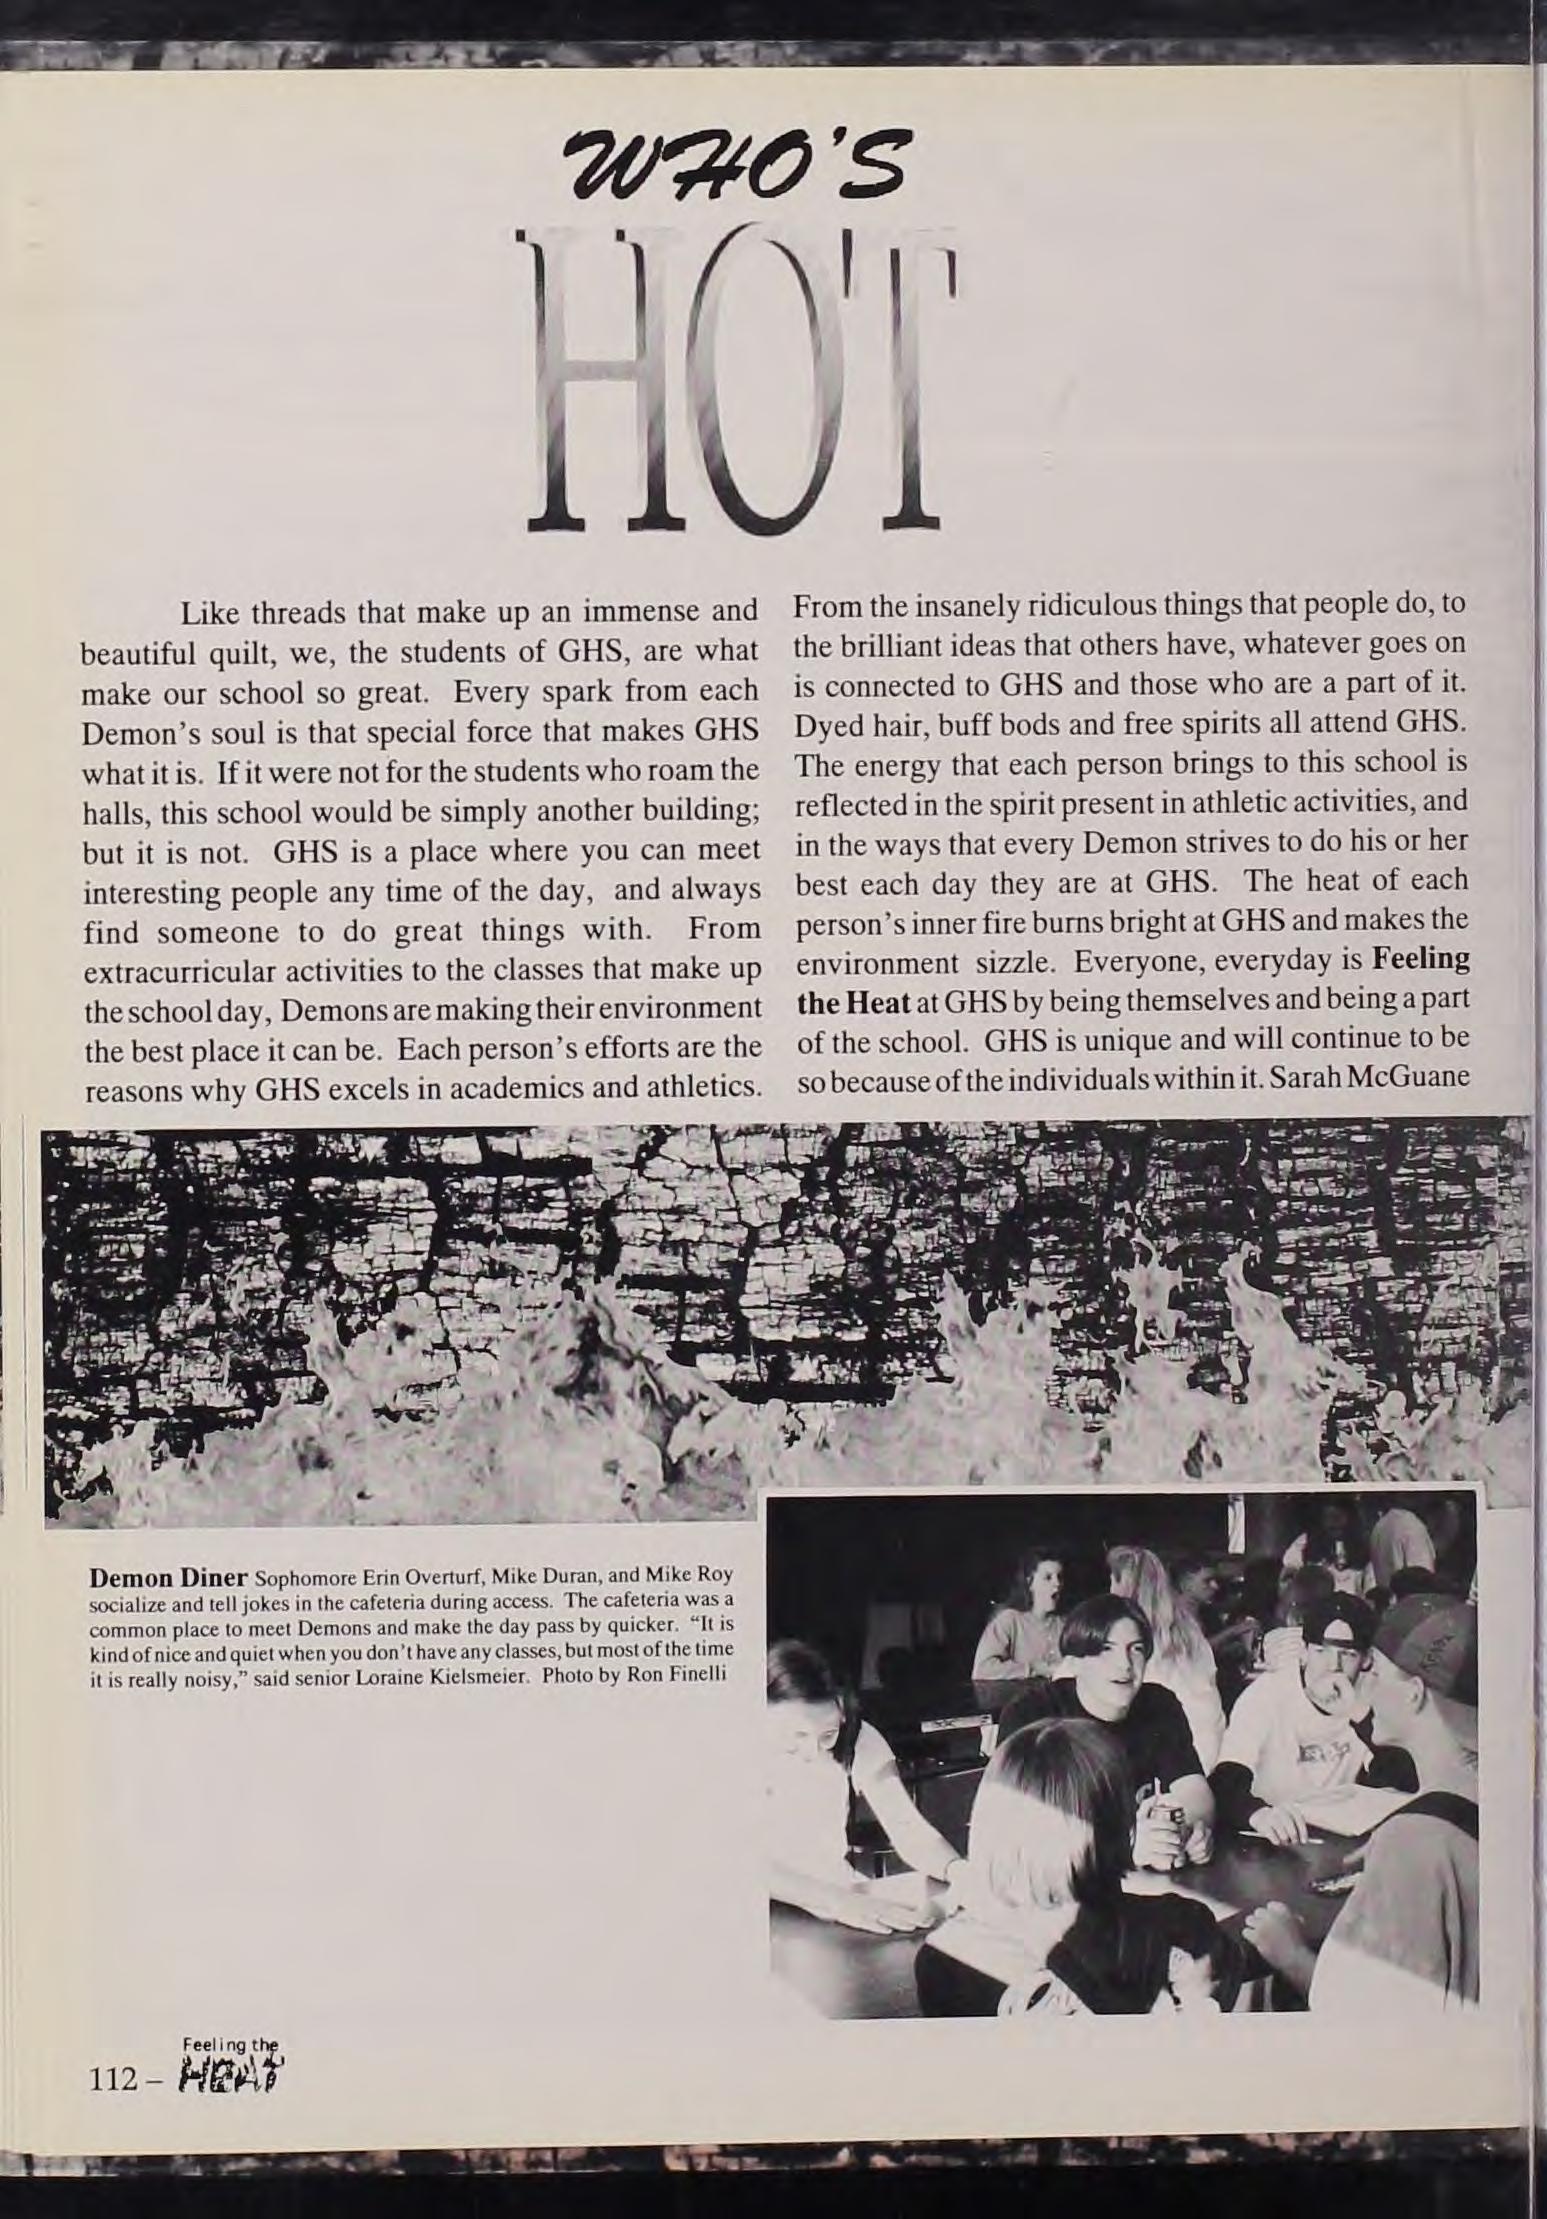 WHO'S
HOT
Like threads that make up an immense and
beautiful quilt, we, the students of GHS, are what
make our school so great. Every spark from each
Demon's soul is that special force that makes GHS
what it is. If it were not for the students who roam the
halls, this school would be simply another building;
but it is not. GHS is a place where you can meet
interesting people any time of the day, and always
find someone to do great things with. From
extracurricular activities to the classes that make up
the school day, Demons are making their environment
the best place it can be. Each person's efforts are the
reasons why GHS excels in academics and athletics.
From the insanely ridiculous things that people do, to
the brilliant ideas that others have, whatever goes on
is connected to GHS and those who are a part of it.
Dyed hair, buff bods and free spirits all attend GHS.
The energy that each person brings to this school is
reflected in the spirit present in athletic activities, and
in the ways that every Demon strives to do his or her
best each day they are at GHS. The heat of each
person's inner fire burns bright at GHS and makes the
environment sizzle. Everyone, everyday is Feeling
the Heat at GHS by being themselves and being a part
of the school. GHS is unique and will continue to be
so because of the individuals within it. Sarah McGuane
Demon Diner Sophomore Erin Overturf, Mike Duran, and Mike Roy
socialize and tell jokes in the cafeteria during access. The cafeteria was a
common place to meet Demons and make the day pass by quicker. "It is
kind of nice and quiet when you don't have any classes, but most of the time
it is really noisy," said senior Loraine Kielsmeier. Photo by Ron Finelli
Feeling the
112 – HEAT